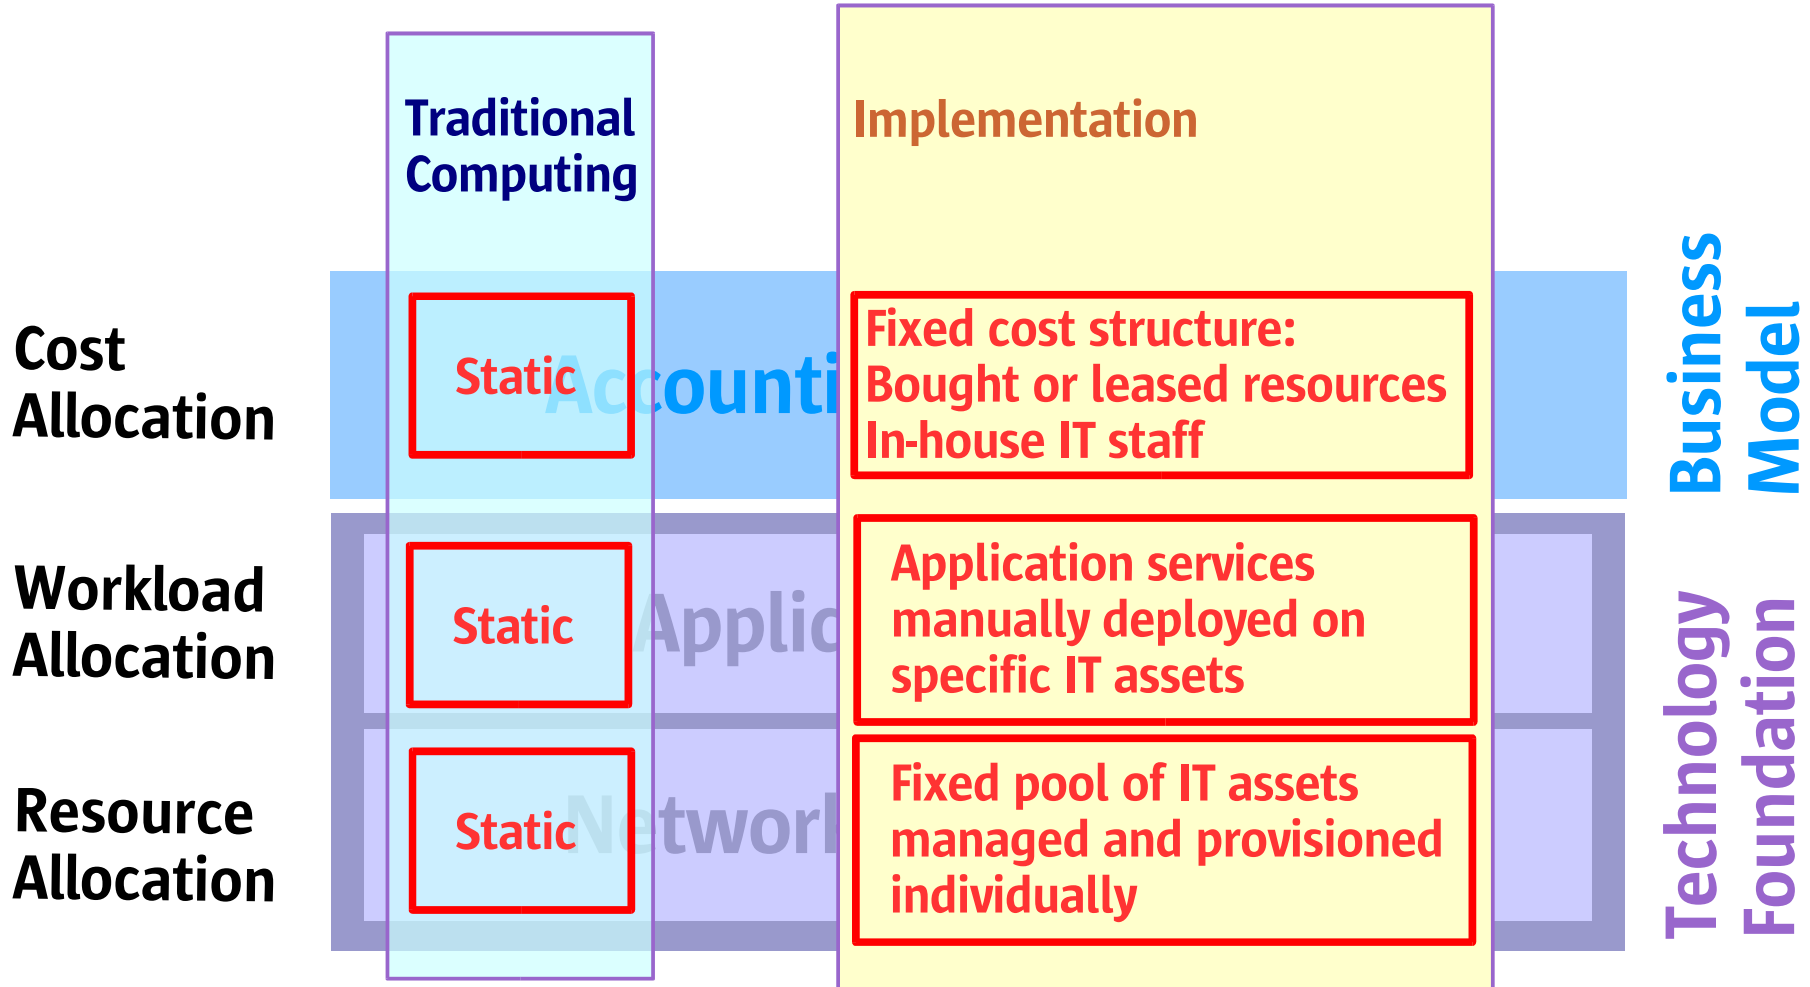 Traditional
Computing
Implementation
Cost
Allocation
Static
Fixed cost structure:
Bought or leased resources
In-house IT staff
Business
Model
Workload
Allocation
Static
Application services
manually deployed on
specific IT assets
Resource
Allocation
Static
Fixed pool of IT assets
managed and provisioned
individually
Technology
Foundation